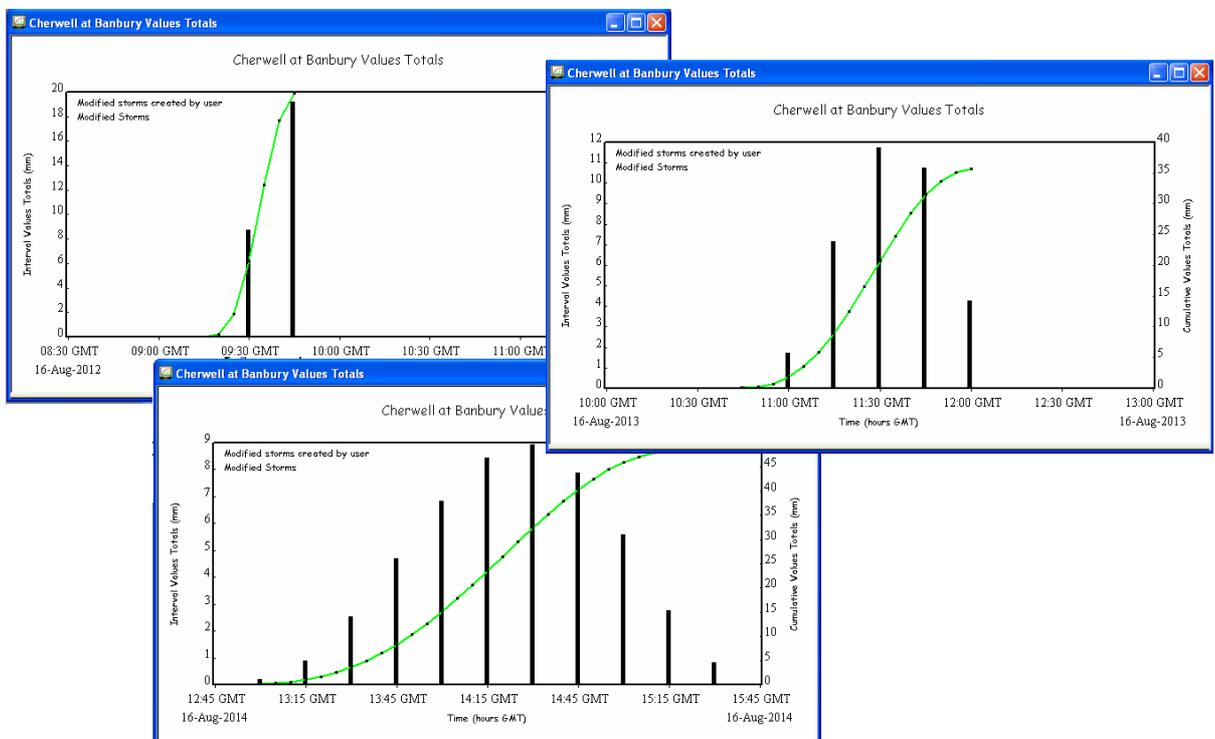 Cherwell at Banbury Values Totals
Cherwell at Banbury Values Totals
Modified storms created by user
Modified Storms
Interval Values Totals (mm)
20
18
16
14
12
10
8
6
4
2
0
08:30 GMT 09:00 GMT 09:30 GMT 10:00 GMT 10:30 GMT 11:00 GMT
16-Aug-2012
Cherwell at Banbury Values Totals
Cherwell at Banbury Values Totals
Modified storms created by user
Modified Storms
Interval Values Totals (mm)
12
11
10
9
8
7
6
5
4
3
2
1
0
40
35
30
25
20
15
10
5
0
Cumulative Values Totals (mm)
10:00 GMT 10:30 GMT 11:00 GMT 11:30 GMT 12:00 GMT 12:30 GMT 13:00 GMT
16-Aug-2013 Time (hours GMT) 16-Aug-2013
Cherwell at Banbury Values Totals
Cherwell at Banbury Values
Modified storms created by user
Modified Storms
Interval Values Totals (mm)
9
8
7
6
5
4
3
2
1
0
45
40
35
30
25
20
15
10
5
0
Cumulative Values Totals (mm)
12:45 GMT 13:15 GMT 13:45 GMT 14:15 GMT 14:45 GMT 15:15 GMT 15:45 GMT
16-Aug-2014 Time (hours GMT) 16-Aug-2014